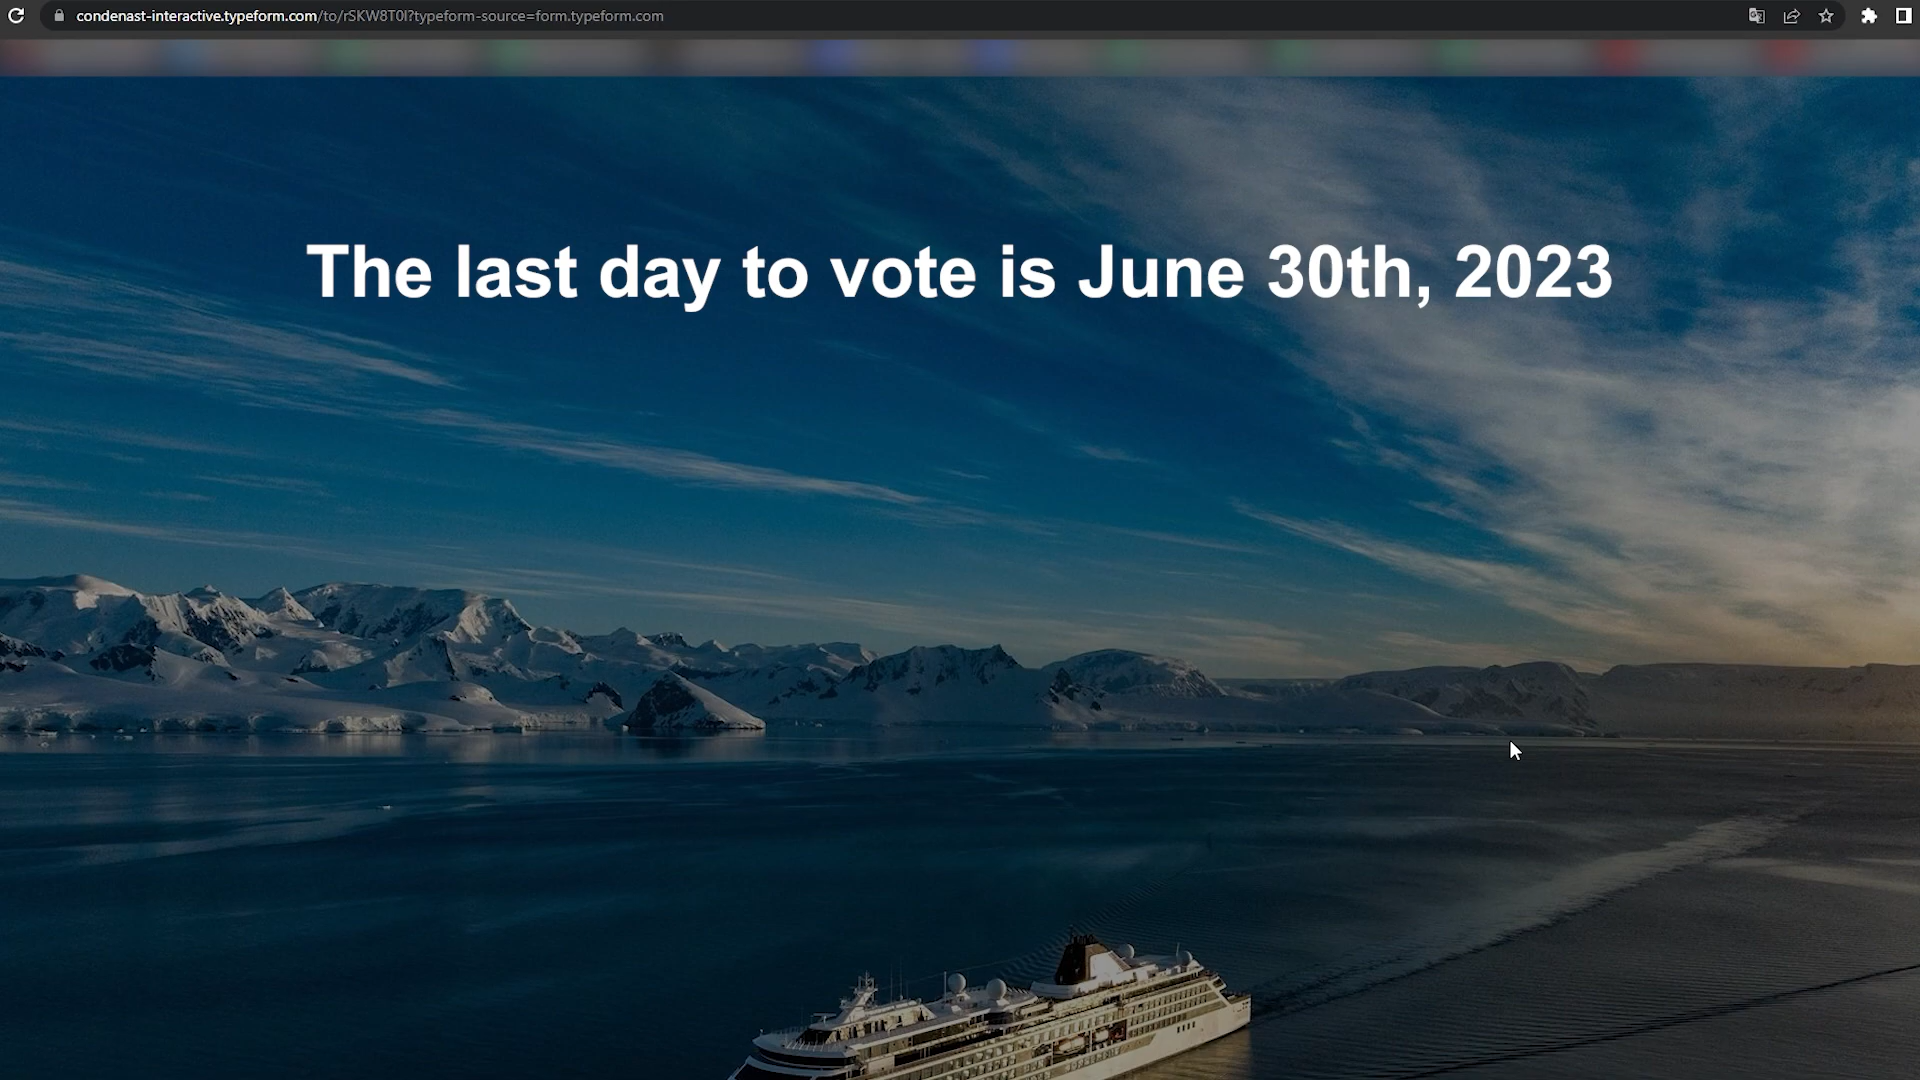 condenast-interactive.typeform.com/to/rSKW8T0I?typeform-source=form.typeform.com
The last day to vote is June 30th, 2023